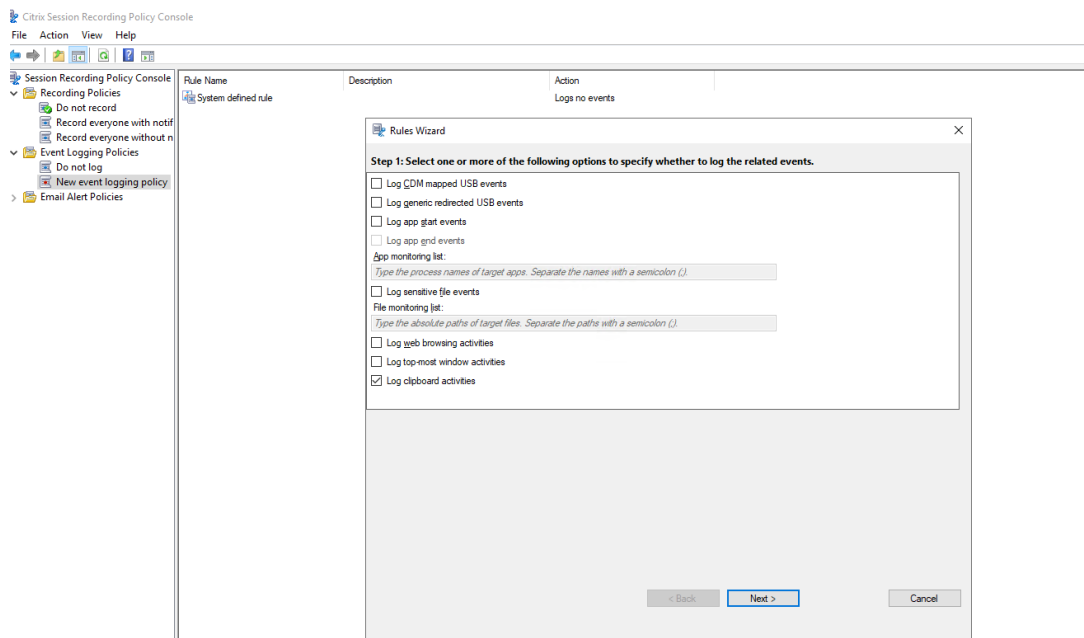 Citrix Session Recording Policy Console
File Action View Help
Session Recording Policy Console
Recording Policies
Do not record
Record everyone with notif
Record everyone without n
Event Logging Policies
Do not log
New event logging policy
Email Alert Policies
Rule Name Description Action
System defined rule Logs no events
Rules Wizard
Step 1: Select one or more of the following options to specify whether to log the related events.
Log CDM mapped USB events
Log generic redirected USB events
Log app start events
Log app end events
App monitoring list:
Type the process names of target apps. Separate the names with a semicolon (;).
Log sensitive file events
File monitoring list:
Type the absolute paths of target files. Separate the paths with a semicolon (;).
Log web browsing activities
Log top-most window activities
Log clipboard activities
< Back Next > Cancel